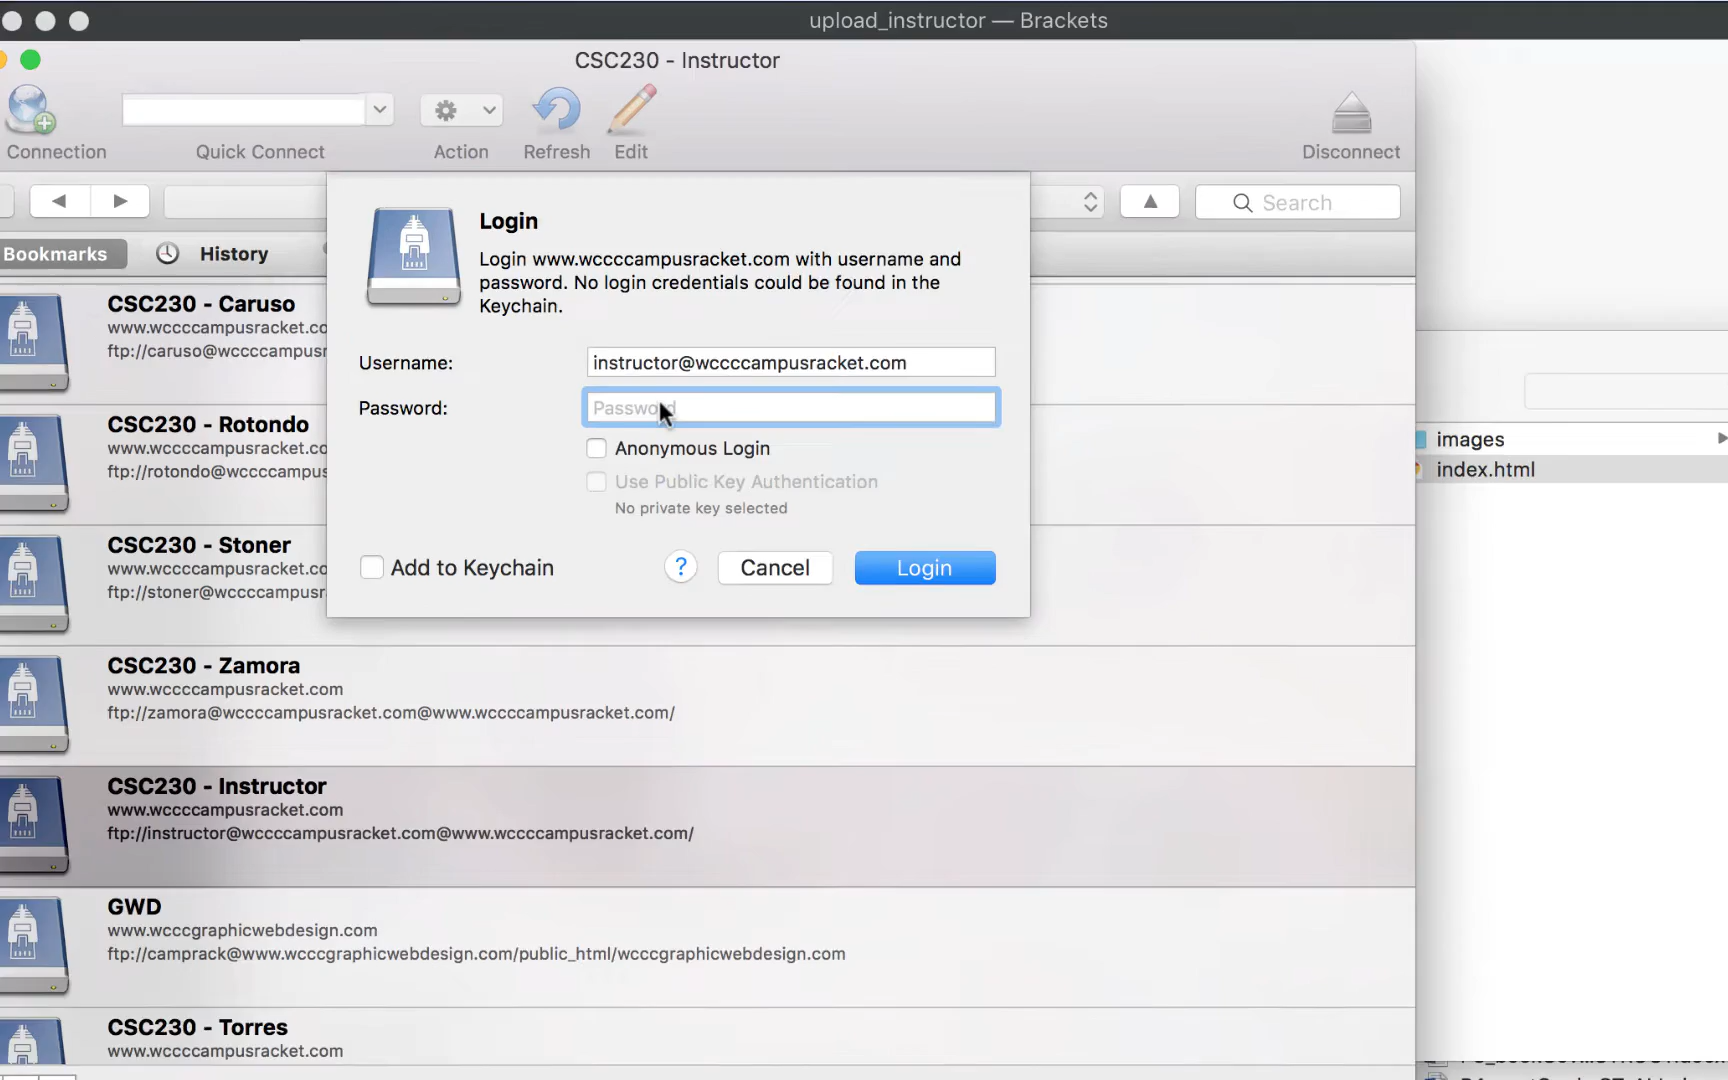 upload_instructor — Brackets
CSC230 - Instructor
Connection
Quick Connect
Action
Refresh
Edit
Disconnect
Search
Bookmarks
History
Login
Login www.wccccampusracket.com with username and
password. No login credentials could be found in the
Keychain.
Username:
instructor@wccccampusracket.com
Password:
Password
Anonymous Login
Use Public Key Authentication
No private key selected
Add to Keychain
?
Cancel
Login
CSC230 - Caruso
www.wccccampusracket.co
ftp://caruso@wccccampusr
CSC230 - Rotondo
www.wccccampusracket.co
ftp://rotondo@wccccampus
CSC230 - Stoner
www.wccccampusracket.co
ftp://stoner@wccccampusr
CSC230 - Zamora
www.wccccampusracket.com
ftp://zamora@wccccampusracket.com@www.wccccampusracket.com/
CSC230 - Instructor
www.wccccampusracket.com
ftp://instructor@wccccampusracket.com@www.wccccampusracket.com/
GWD
www.wcccgraphicwebdesign.com
ftp://camprack@www.wcccgraphicwebdesign.com/public_html/wcccgraphicwebdesign.com
CSC230 - Torres
www.wccccampusracket.com
images
index.html